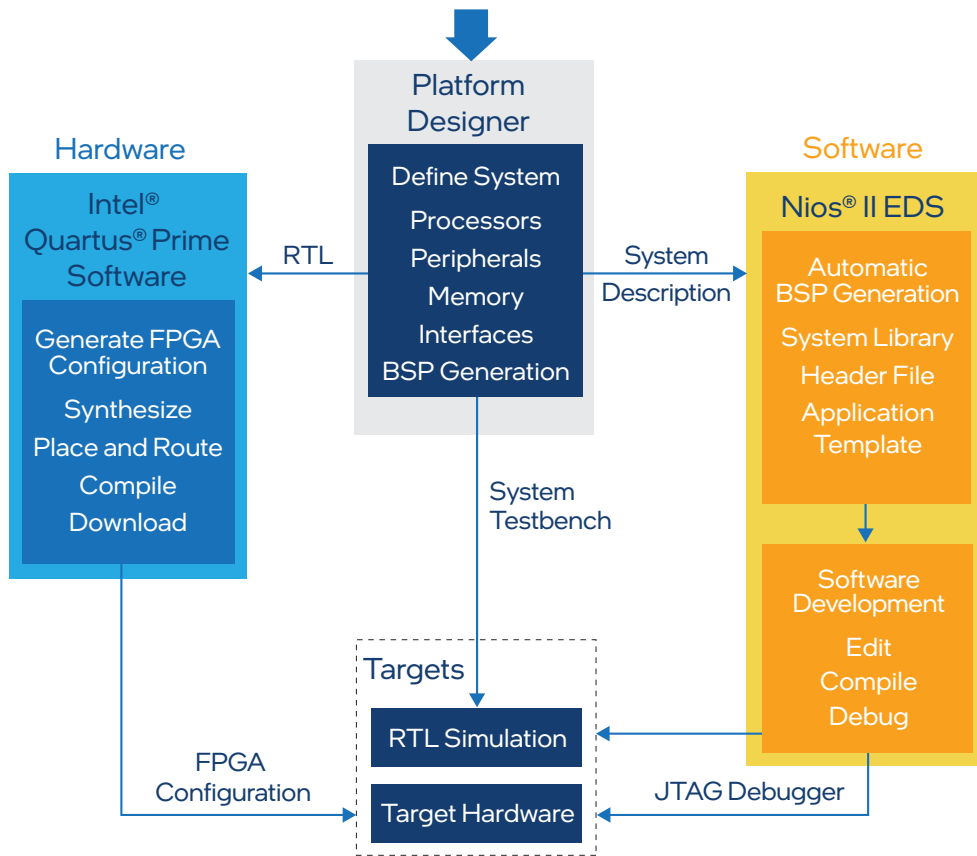 Platform
Designer
Define System
Processors
Peripherals
Memory
Interfaces
BSP Generation
Hardware
Intel®
Quartus® Prime
Software
Generate FPGA
Configuration
Synthesize
Place and Route
Compile
Download
RTL
System
Description
Software
Nios® II EDS
Automatic
BSP Generation
System Library
Header File
Application
Template
Software
Development
Edit
Compile
Debug
System
Testbench
Targets
RTL Simulation
Target Hardware
FPGA
Configuration
JTAG Debugger